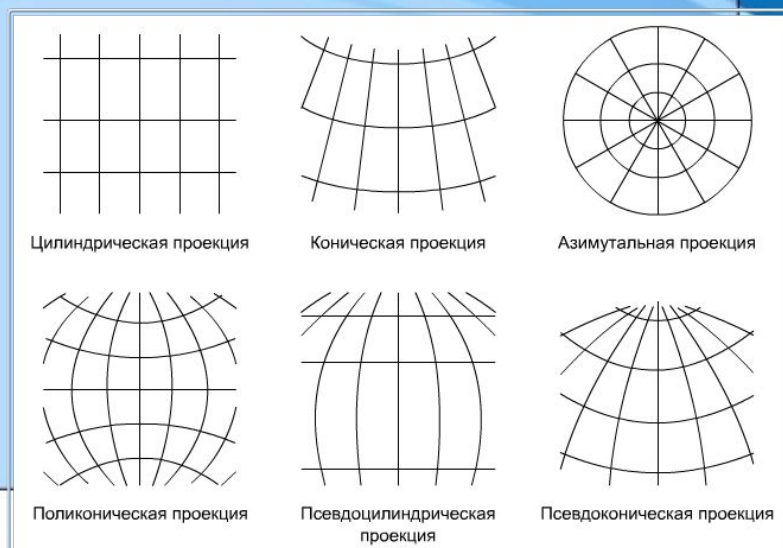 Цилиндрическая проекция
Коническая проекция
Азимутальная проекция
Поликоническая проекция
Псевдоцилиндрическая
проекция
Псевдоконическая проекция